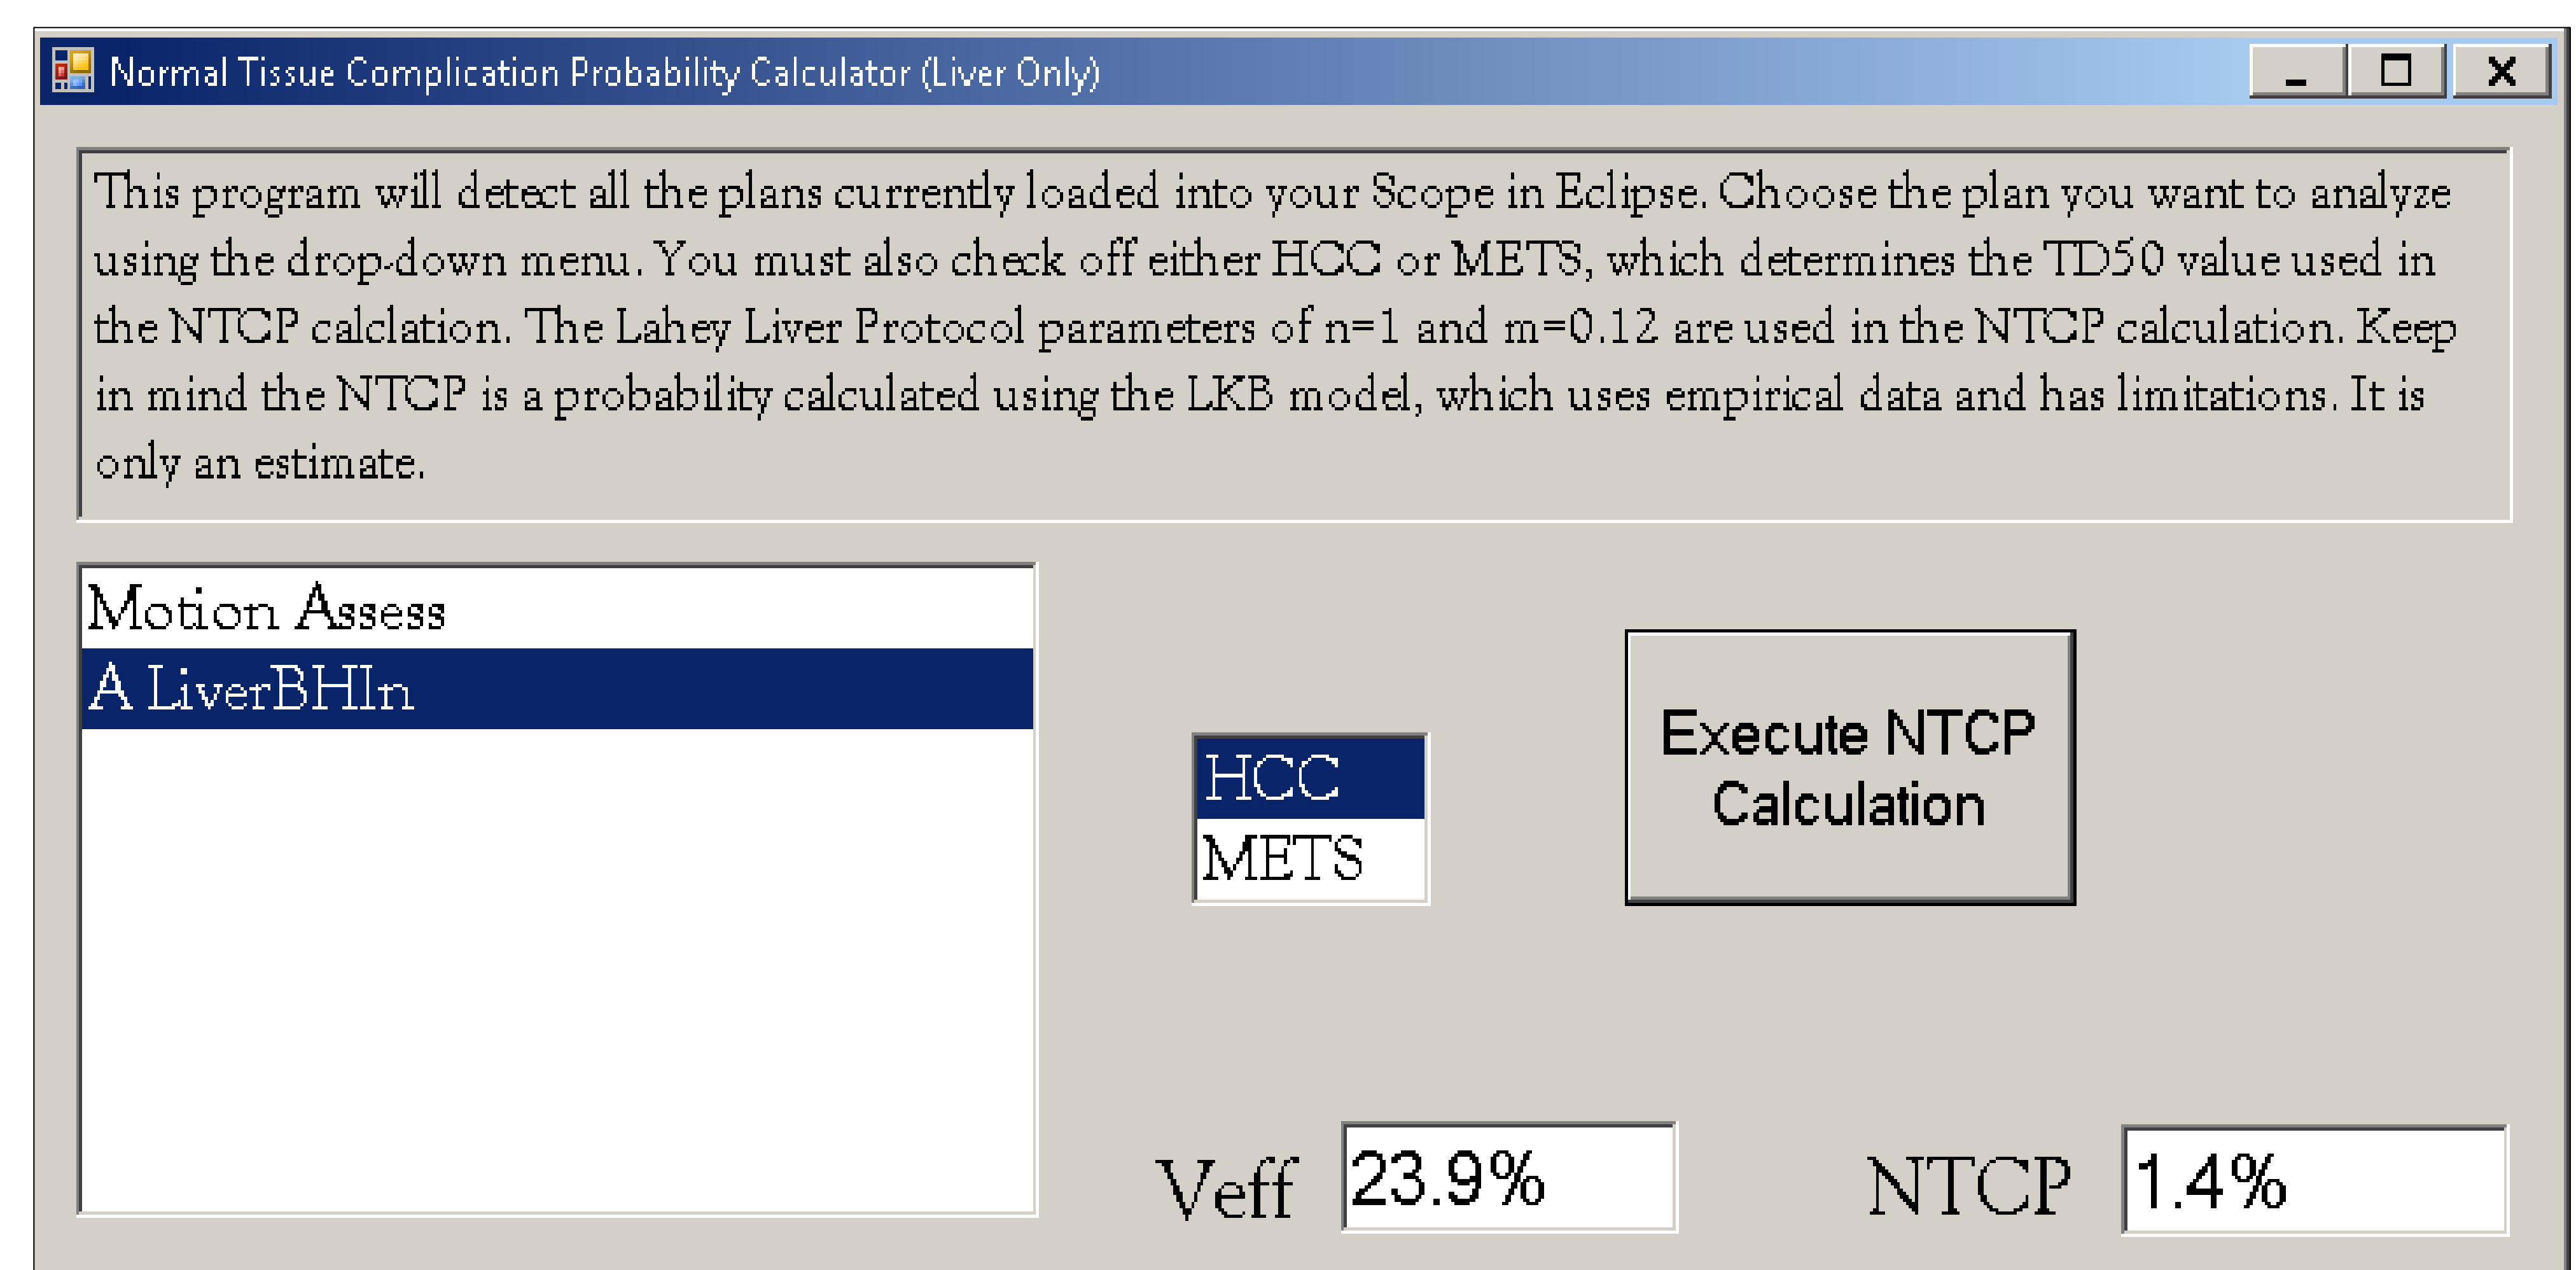 Normal Tissue Complication Probability Calculator (Liver Only)
This program will detect all the plans currently loaded into your Scope in Eclipse. Choose the plan you want to analyze
using the drop-down menu. You must also check off either HCC or METS, which determines the TD50 value used in
the NTCP calclation. The Lahey Liver Protocol parameters of n=1 and m=0.12 are used in the NTCP calculation. Keep
in mind the NTCP is a probability calculated using the LKB model, which uses empirical data and has limitations. It is
only an estimate.
Motion Assess
A LiverBHIn
HCC
METS
Execute NTCP
Calculation
Veff 23.9%
NTCP 1.4%